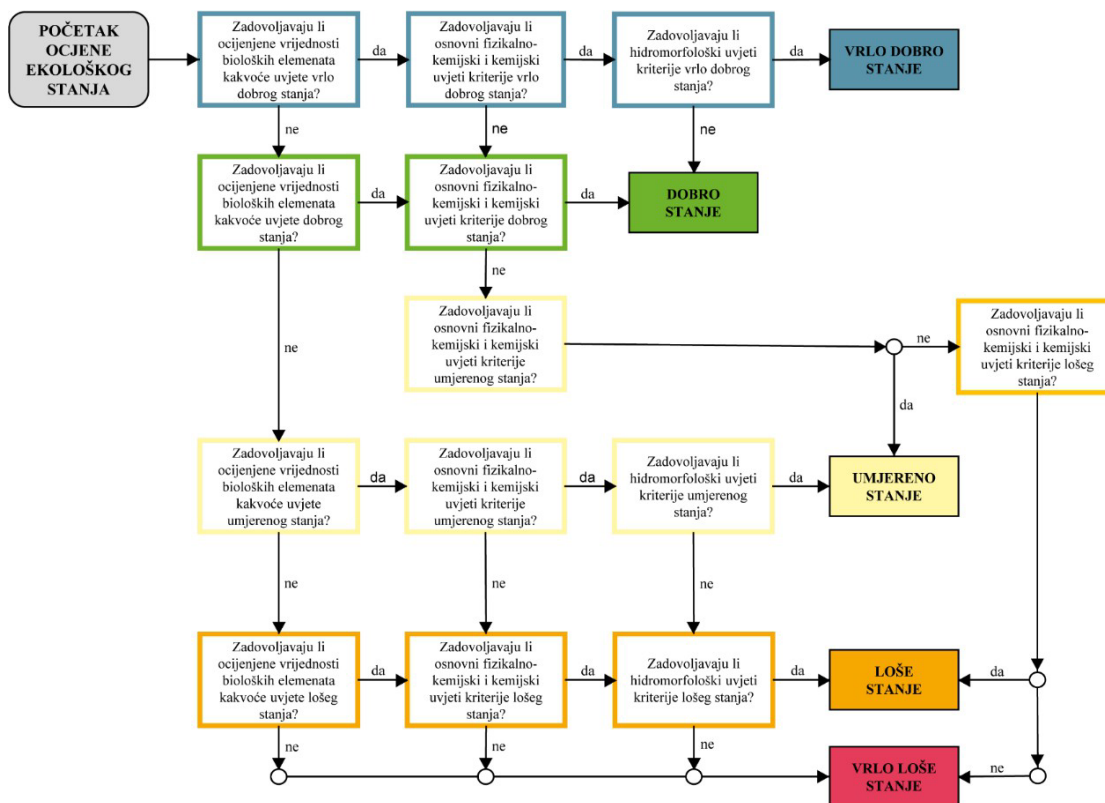 POČETAK
OCJENE
EKOLOŠKOG
STANJA
Zadovoljavaju li
ocijenjene vrijednosti
bioloških elemenata
kakvoće uvjete vrlo
dobrog stanja?
da
Zadovoljavaju li
osnovni fizikalno-
kemijski i kemijski
uvjeti kriterije vrlo
dobrog stanja?
da
Zadovoljavaju li
hidromorfološki uvjeti
kriterije vrlo dobrog
stanja?
da
VRLO DOBRO
STANJE
ne
ne
ne
Zadovoljavaju li
ocijenjene vrijednosti
bioloških elemenata
kakvoće uvjete dobrog
stanja?
da
Zadovoljavaju li
osnovni fizikalno-
kemijski i kemijski
uvjeti kriterije dobrog
stanja?
da
DOBRO
STANJE
ne
ne
Zadovoljavaju li
osnovni fizikalno-
kemijski i kemijski
uvjeti kriterije
umjerenog stanja?
ne
Zadovoljavaju li
osnovni fizikalno-
kemijski i kemijski
uvjeti kriterije lošeg
stanja?
da
Zadovoljavaju li
ocijenjene vrijednosti
bioloških elemenata
kakvoće uvjete
umjerenog stanja?
da
Zadovoljavaju li
osnovni fizikalno-
kemijski i kemijski
uvjeti kriterije
umjerenog stanja?
da
Zadovoljavaju li
hidromorfološki uvjeti
kriterije umjerenog
stanja?
da
UMJERENO
STANJE
ne
ne
ne
Zadovoljavaju li
ocijenjene vrijednosti
bioloških elemenata
kakvoće uvjete lošeg
stanja?
da
Zadovoljavaju li
osnovni fizikalno-
kemijski i kemijski
uvjeti kriterije lošeg
stanja?
da
Zadovoljavaju li
hidromorfološki uvjeti
kriterije lošeg stanja?
da
LOŠE
STANJE
da
ne
ne
ne
VRLO LOŠE
STANJE
ne